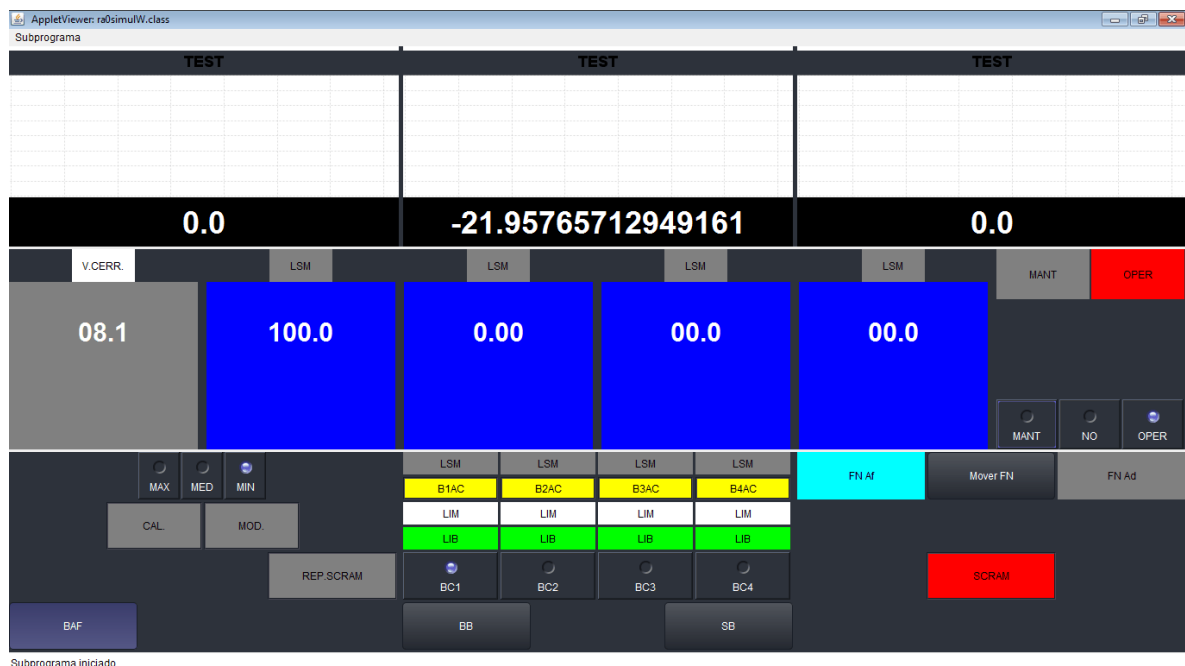 AppletViewer: ra0simulW.class
Subprograma
TEST TEST TEST
0.0 -21.95765712949161 0.0
V.CERR. LSM LSM LSM LSM MANT OPER
08.1 100.0 0.00 00.0 00.0
MANT NO OPER
MAX MED MIN
LSM LSM LSM LSM
B1AC B2AC B3AC B4AC
LIM LIM LIM LIM
LIB LIB LIB LIB
FN Af Mover FN FN Ad
CAL. MOD.
REP.SCRAM
BC1 BC2 BC3 BC4
SCRAM
BAF BB SB
Subprograma iniciado